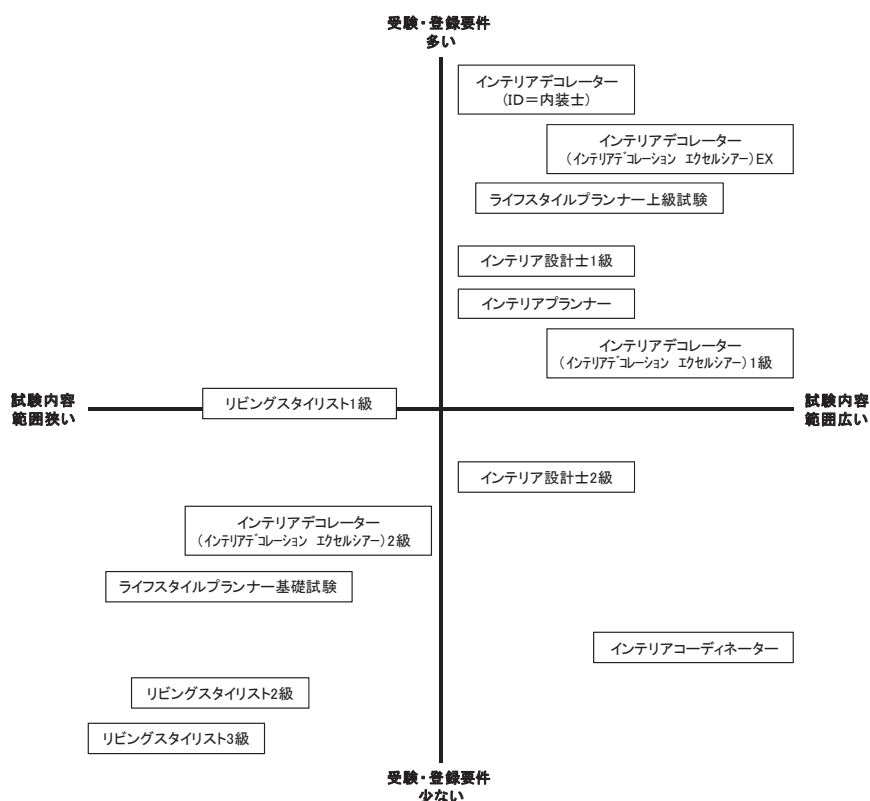 受験・登録要件
多い
インテリアデコレーター
(ID=内装士)
インテリアデコレーター
(インテリアデコレーション エクセルシアー)EX
ライフスタイルプランナー上級試験
インテリア設計士1級
インテリアプランナー
インテリアデコレーター
(インテリアデコレーション エクセルシアー)1級
試験内容
範囲狭い
リビングスタイリスト1級
試験内容
範囲広い
インテリア設計士2級
インテリアデコレーター
(インテリアデコレーション エクセルシアー)2級
ライフスタイルプランナー基礎試験
インテリアコーディネーター
リビングスタイリスト2級
リビングスタイリスト3級
受験・登録要件
少ない